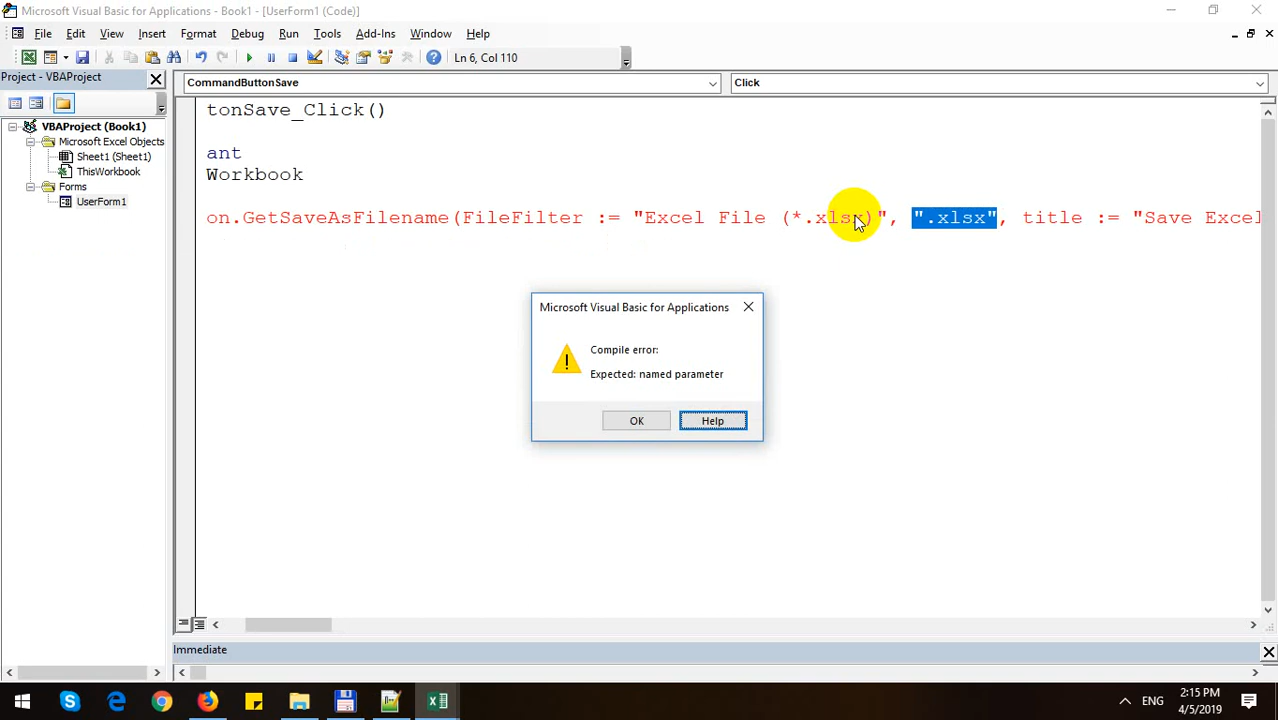 Microsoft Visual Basic for Applications - Book1 - [UserForm1 (Code)]
File Edit View Insert Format Debug Run Tools Add-Ins Window Help
Ln 6, Col 110
Project - VBAProject
CommandButtonSave
Click
VBAProject (Book1)
Microsoft Excel Objects
Sheet1 (Sheet1)
ThisWorkbook
Forms
UserForm1
tonSave_Click()
ant
Workbook
on.GetSaveAsFilename(FileFilter := "Excel File (*.xlsx)", ".xlsx", title := "Save Excel
Microsoft Visual Basic for Applications
Compile error:
Expected: named parameter
OK Help
Immediate
ENG
2:15 PM
4/5/2019